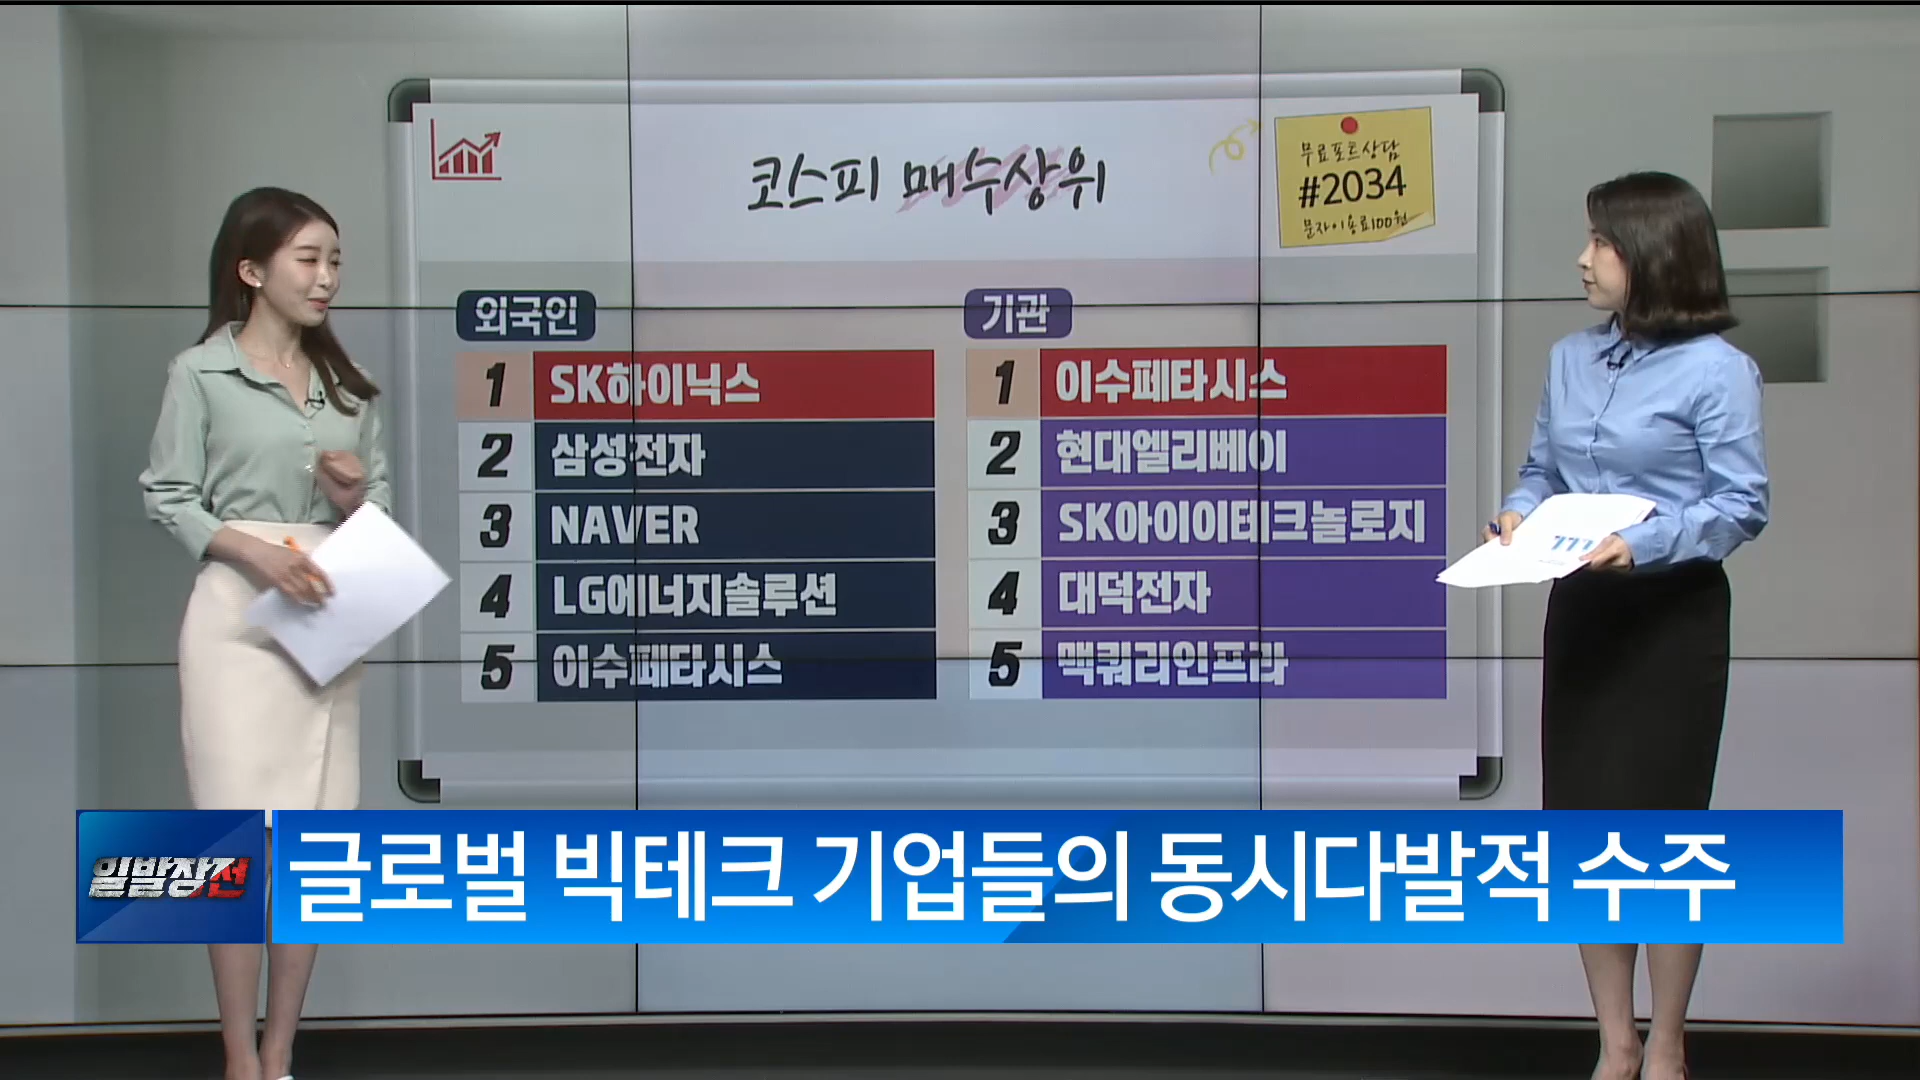 코스피 매수상위
무료포트상담
#2034
문자이용료100원
외국인
1 SK하이닉스
2 삼성전자
3 NAVER
4 LG에너지솔루션
5 이수페타시스
기관
1 이수페타시스
2 현대엘리베이
3 SK아이이테크놀로지
4 대덕전자
5 맥쿼리인프라
일발장전
글로벌 빅테크 기업들의 동시다발적 수주